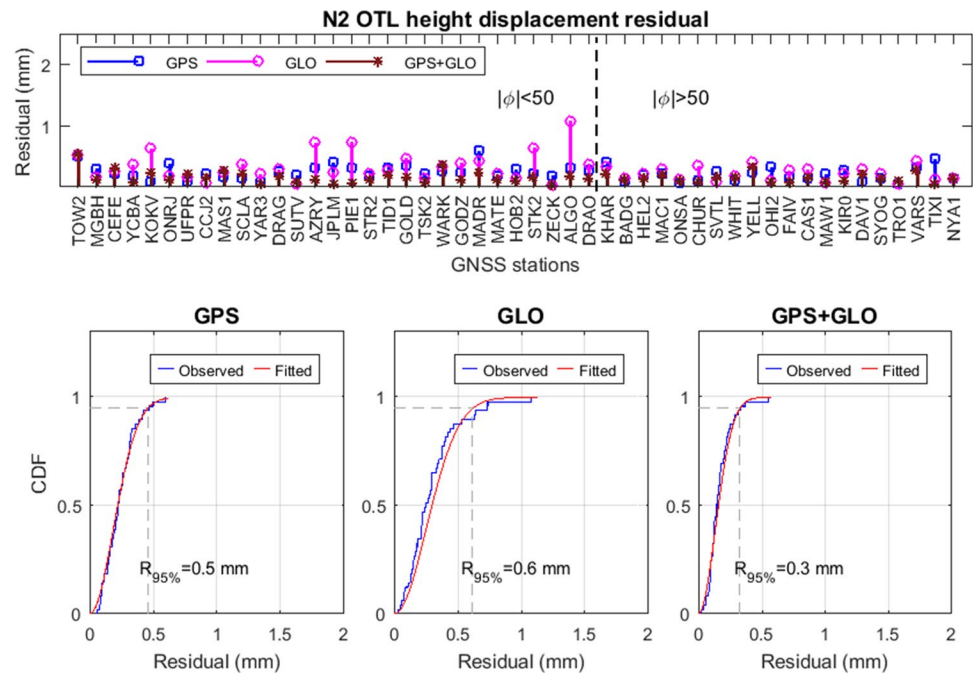 N2 OTL height displacement residual
Residual (mm)
2
1
GPS GLO GPS+GLO
|ϕ|<50 |ϕ|>50
TOW2 MGBH CEFE YCBA KOKV ONRJ UFPR CCJ2 MAS1 SCLA YAR3 DRAG SUTV AZRY JPLM PIE1 STR2 TID1 GOLD TSK2 WARK GODZ MADR MATE HOB2 STK2 ZECK ALGO DRAO KHAR BADG HEL2 MAC1 ONSA CHUR SVTL WHIT YELL OHI2 FAIV CAS1 MAW1 KIR0 DAV1 SYOG TRO1 VARS TIXI NYA1
GNSS stations
GPS GLO GPS+GLO
Observed Fitted Observed Fitted Observed Fitted
1 1 1
CDF
0.5 0.5 0.5
R95%=0.5 mm R95%=0.6 mm R95%=0.3 mm
0 0 0
0 0.5 1 1.5 2 0 0.5 1 1.5 2 0 0.5 1 1.5 2
Residual (mm) Residual (mm) Residual (mm)